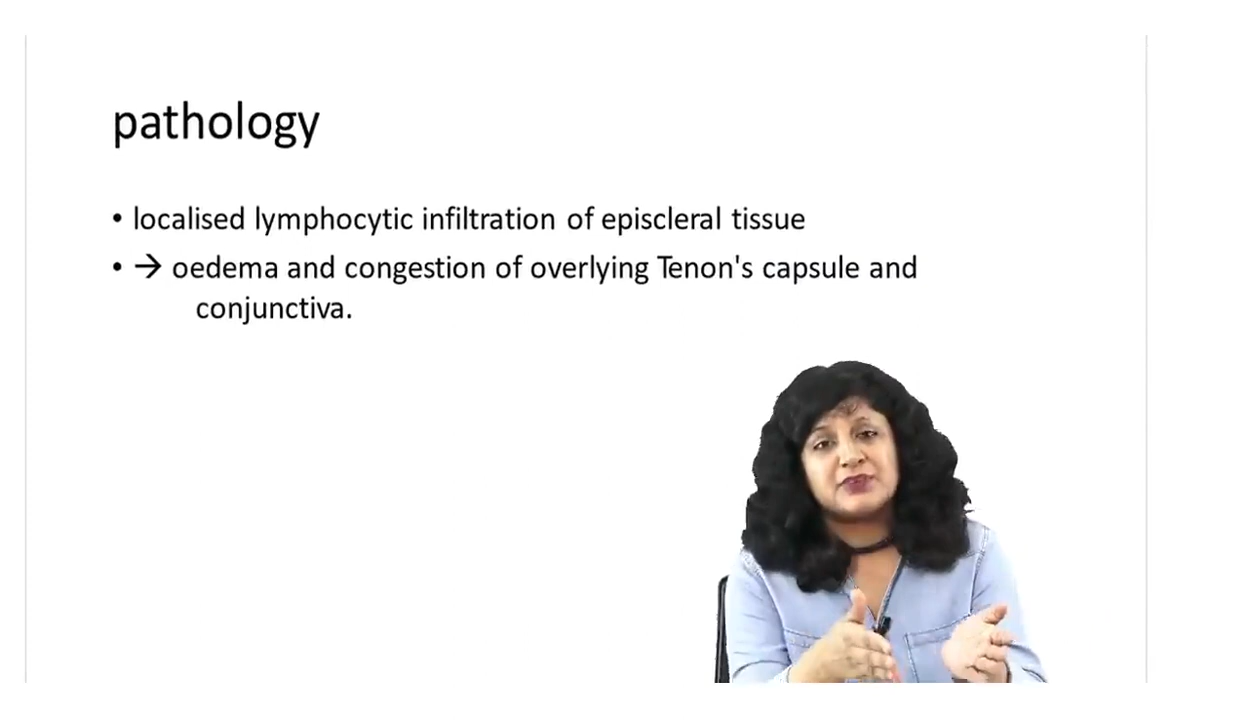 pathology
• localised lymphocytic infiltration of episcleral tissue
• → oedema and congestion of overlying Tenon's capsule and
conjunctiva.